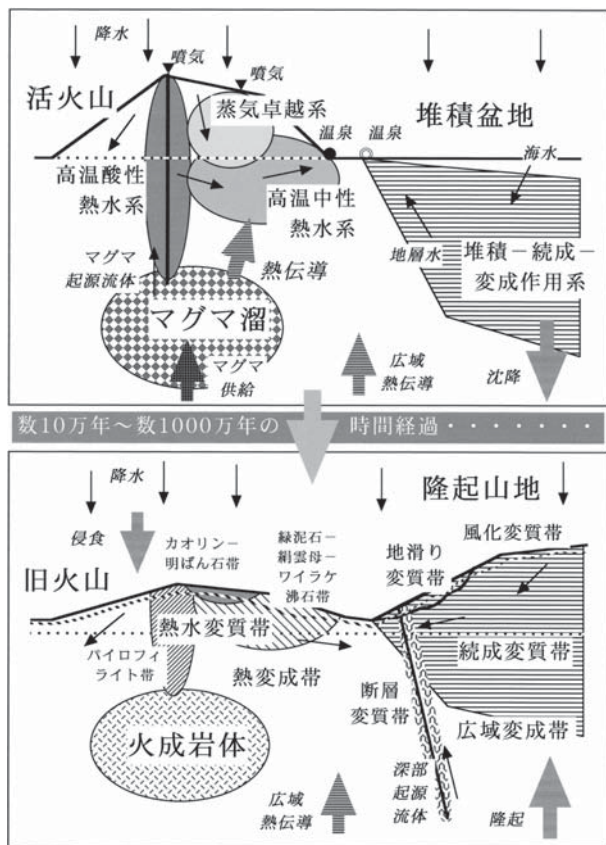 降水
噴気
噴気
活火山
蒸気卓越系
温泉
温泉
堆積盆地
海水
高温酸性
熱水系
高温中性
熱水系
地層水
堆積－続成－
変成作用系
マグマ
起源流体
熱伝導
マグマ溜
マグマ
供給
広域
熱伝導
沈降
数10万年～数1000万年の
時間経過・・・・・・・
降水
隆起山地
侵食
カオリン－
明ばん石帯
緑泥石－
絹雲母－
ワイラケ
沸石帯
地滑り
変質帯
風化変質帯
旧火山
熱水変質帯
続成変質帯
パイロフィ
ライト帯
熱変成帯
断層
変質帯
広域変成帯
火成岩体
深部
起源
流体
広域
熱伝導
隆起